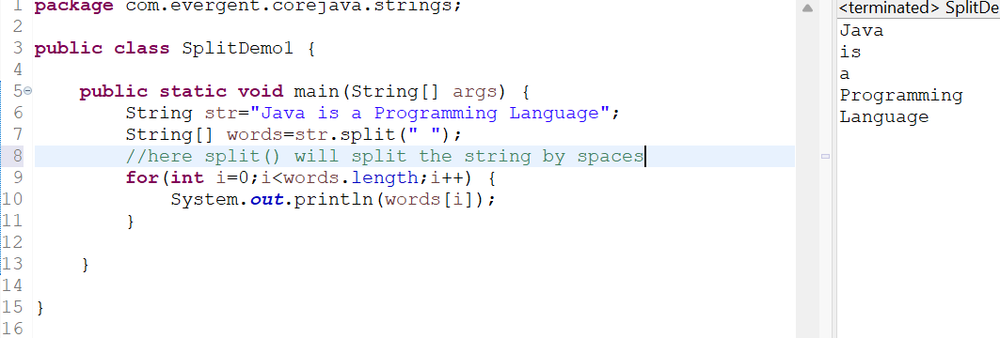 1 package com.evergent.corejava.strings;
2
3 public class SplitDemo1 {
4
5 public static void main(String[] args) {
6 String str="Java is a Programming Language";
7 String[] words=str.split(" ");
8 //here split() will split the string by spaces
9 for(int i=0;i<words.length;i++) {
10 System.out.println(words[i]);
11 }
12
13 }
14
15 }
16
<terminated> SplitDe
Java
is
a
Programming
Language